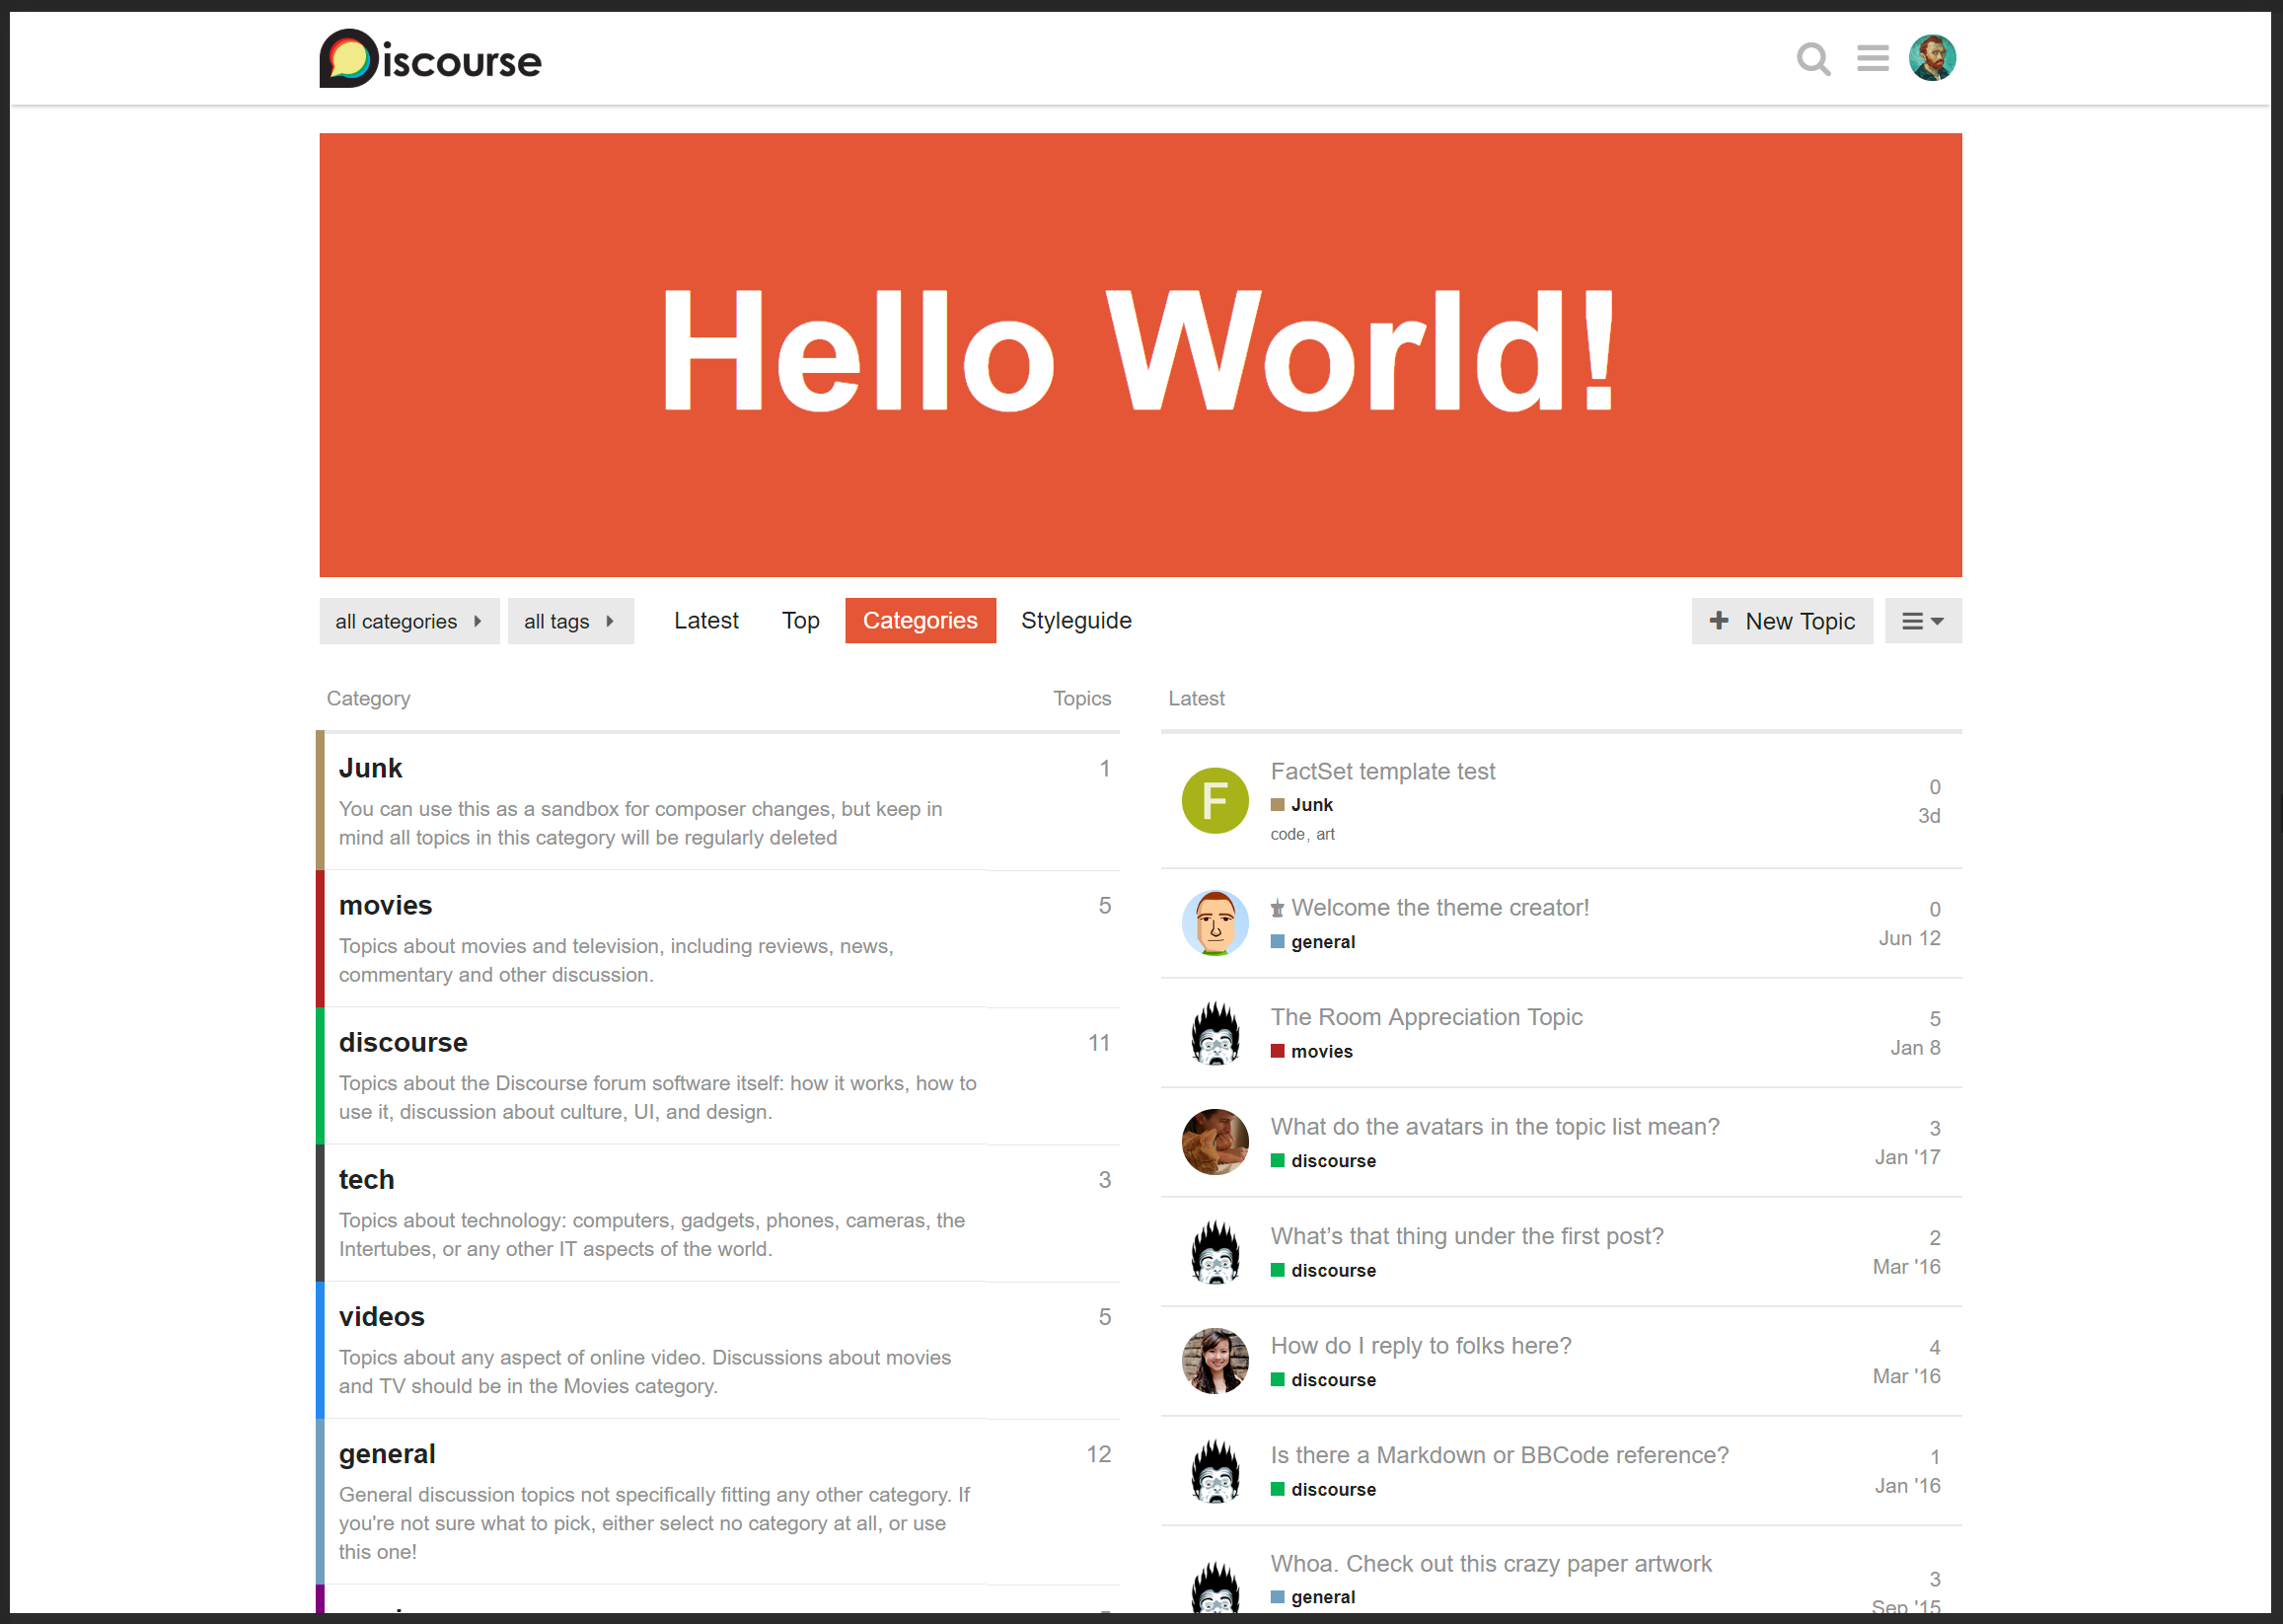 Discourse
Hello World!
all categories
all tags
Latest
Top
Categories
Styleguide
New Topic
Category
Topics
Junk
1
You can use this as a sandbox for composer changes, but keep in
mind all topics in this category will be regularly deleted
movies
5
Topics about movies and television, including reviews, news,
commentary and other discussion.
discourse
11
Topics about the Discourse forum software itself: how it works, how to
use it, discussion about culture, UI, and design.
tech
3
Topics about technology: computers, gadgets, phones, cameras, the
Intertubes, or any other IT aspects of the world.
videos
5
Topics about any aspect of online video. Discussions about movies
and TV should be in the Movies category.
general
12
General discussion topics not specifically fitting any other category. If
you're not sure what to pick, either select no category at all, or use
this one!
Latest
F
FactSet template test
0
Junk
3d
code, art
Welcome the theme creator!
0
general
Jun 12
The Room Appreciation Topic
5
movies
Jan 8
What do the avatars in the topic list mean?
3
discourse
Jan '17
What’s that thing under the first post?
2
discourse
Mar '16
How do I reply to folks here?
4
discourse
Mar '16
Is there a Markdown or BBCode reference?
1
discourse
Jan '16
Whoa. Check out this crazy paper artwork
3
general
Sep '15